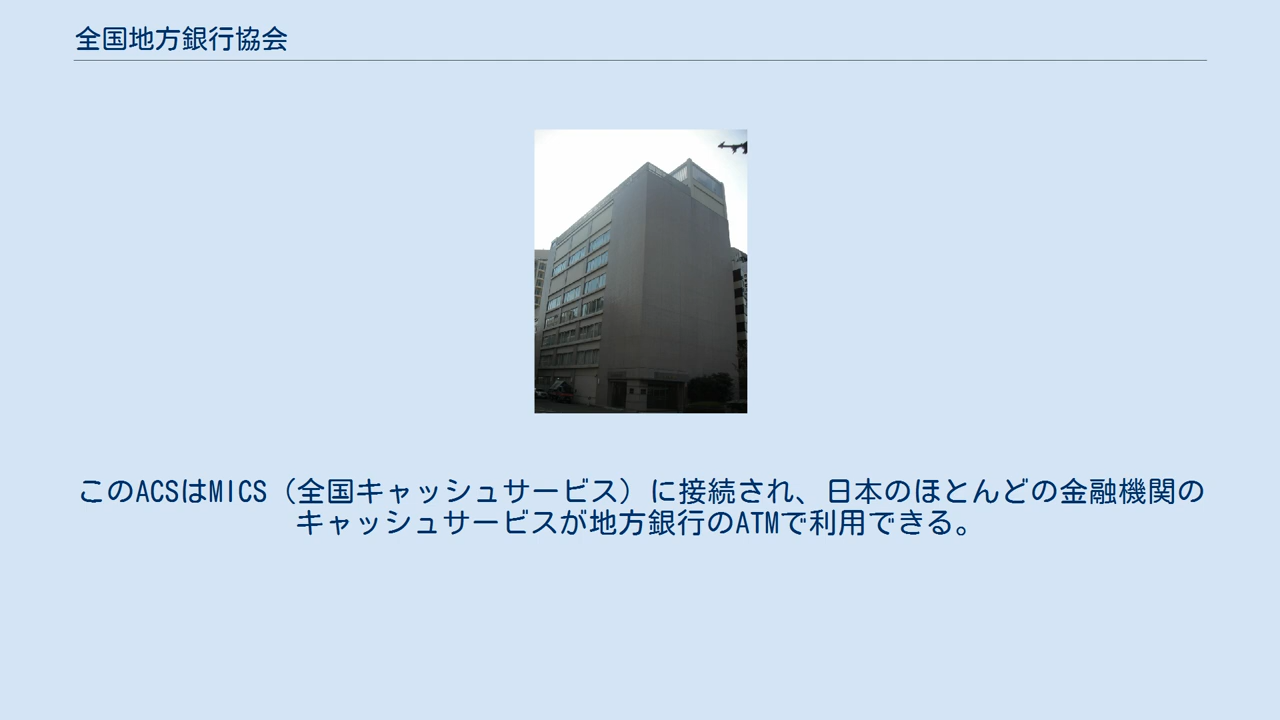 全国地方銀行協会
このACSはMICS（全国キャッシュサービス）に接続され、日本のほとんどの金融機関の
キャッシュサービスが地方銀行のATMで利用できる。